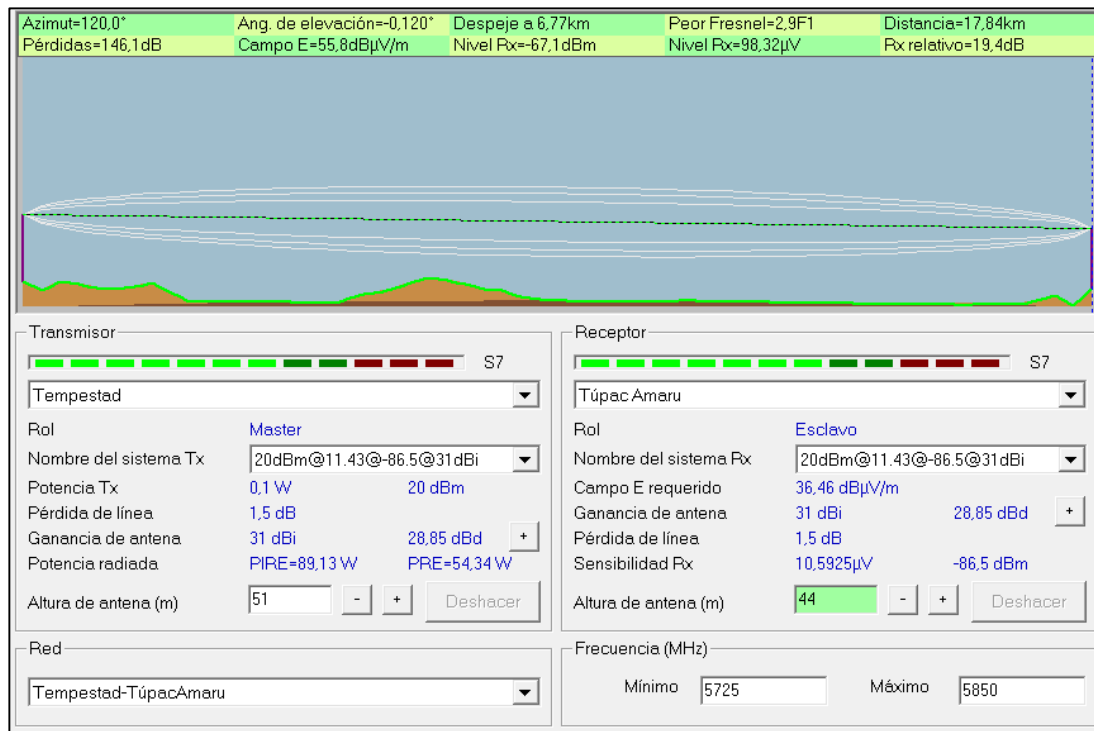 Azimut=120,0° Ang. de elevación=-0,120° Despeje a 6,77km Peor Fresnel=2,9F1 Distancia=17,84km
Pérdidas=146,1dB Campo E=55,8dBµV/m Nivel Rx=-67,1dBm Nivel Rx=98,32µV Rx relativo=19,4dB
Transmisor
S7
Tempestad
Rol Master
Nombre del sistema Tx 20dBm@11.43@-86.5@31dBi
Potencia Tx 0,1 W 20 dBm
Pérdida de línea 1,5 dB
Ganancia de antena 31 dBi 28,85 dBd +
Potencia radiada PIRE=89,13 W PRE=54,34 W
Altura de antena (m) 51 - + Deshacer
Red
Tempestad-TúpacAmaru
Receptor
S7
Túpac Amaru
Rol Esclavo
Nombre del sistema Rx 20dBm@11.43@-86.5@31dBi
Campo E requerido 36,46 dBµV/m
Ganancia de antena 31 dBi 28,85 dBd +
Pérdida de línea 1,5 dB
Sensibilidad Rx 10,5925µV -86,5 dBm
Altura de antena (m) 44 - + Deshacer
Frecuencia (MHz)
Mínimo 5725 Máximo 5850